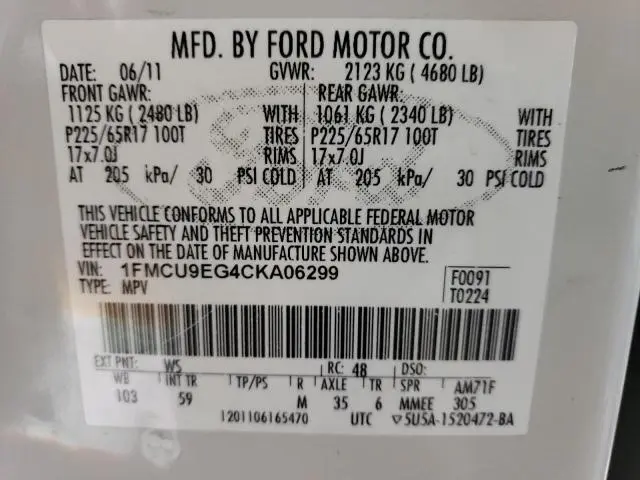 MFD. BY FORD MOTOR CO.
DATE: 06/11 GVWR: 2123 KG ( 4680 LB)
FRONT GAWR: REAR GAWR:
1125 KG ( 2480 LB) WITH 1061 KG ( 2340 LB) WITH
P225/65R17 100T TIRES P225/65R17 100T TIRES
17x7.0J RIMS 17x7.0J RIMS
AT 205 kPa/ 30 PSI COLD AT 205 kPa/ 30 PSI COLD
THIS VEHICLE CONFORMS TO ALL APPLICABLE FEDERAL MOTOR
VEHICLE SAFETY AND THEFT PREVENTION STANDARDS IN
EFFECT ON THE DATE OF MANUFACTURE SHOWN ABOVE.
VIN: 1FMCU9EG4CKA06299 F0091
TYPE: MPV T0224
EXT PNT: WS RC: 48 DSO:
WB INT TR TP/PS R AXLE TR SPR AM71F
103 59 M 35 6 MMEE 305
1201106165470 UTC ▽5U5A-1520472-BA